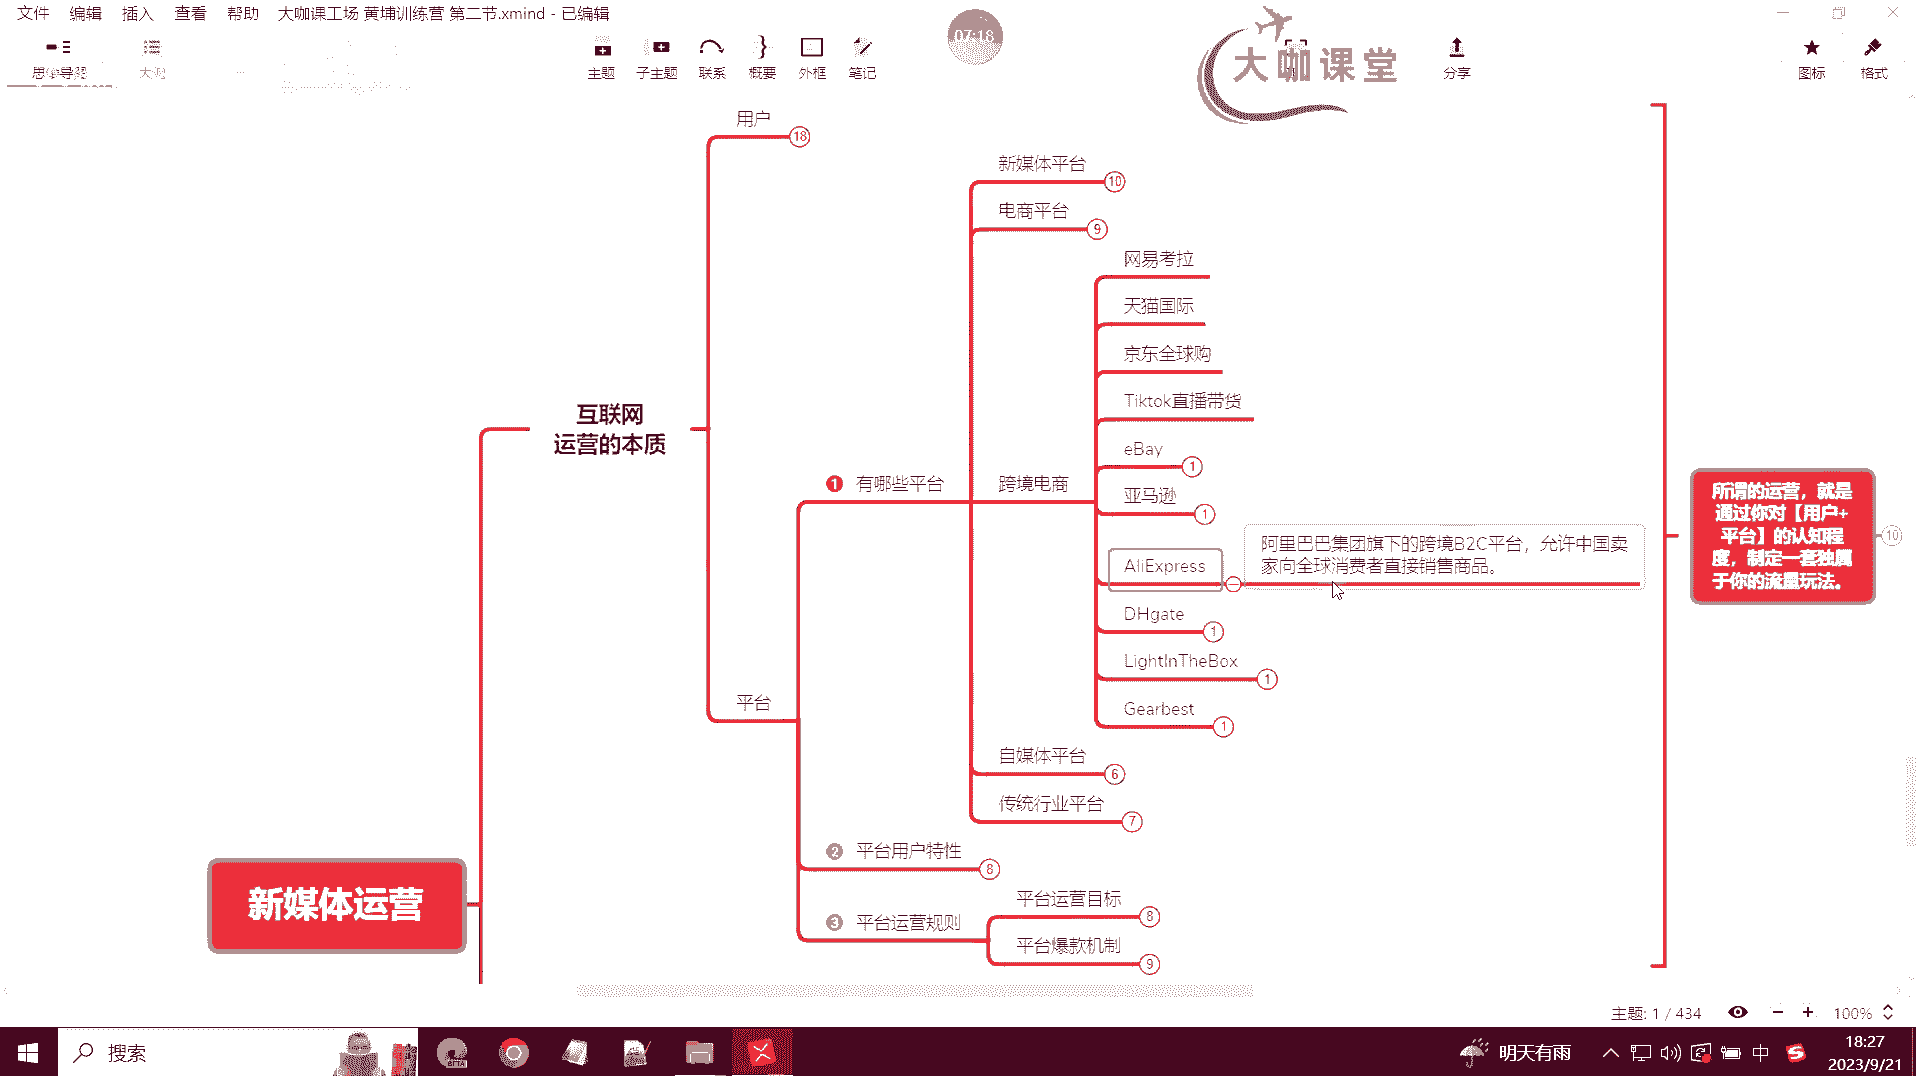 文件 编辑 插入 查看 帮助 大咖课工场 黄埔训练营 第二节.xmind - 已编辑
07:18
大咖课堂
思维导图 大纲
主题 子主题 联系 概要 外框 笔记
分享
图标 格式
用户
18
新媒体平台
10
电商平台
9
网易考拉
天猫国际
京东全球购
Tiktok直播带货
互联网
运营的本质
eBay
1
1 有哪些平台
跨境电商
亚马逊
1
AliExpress
阿里巴巴集团旗下的跨境B2C平台，允许中国卖
家向全球消费者直接销售商品。
所谓的运营，就是
通过你对【用户+
平台】的认知程
度，制定一套独属
于你的流量玩法。
10
DHgate
1
LightInTheBox
1
平台
Gearbest
1
自媒体平台
6
传统行业平台
7
2 平台用户特性
8
新媒体运营
3 平台运营规则
平台运营目标
8
平台爆款机制
9
主题: 1 / 434
100%
搜索
明天有雨
中
18:27
2023/9/21